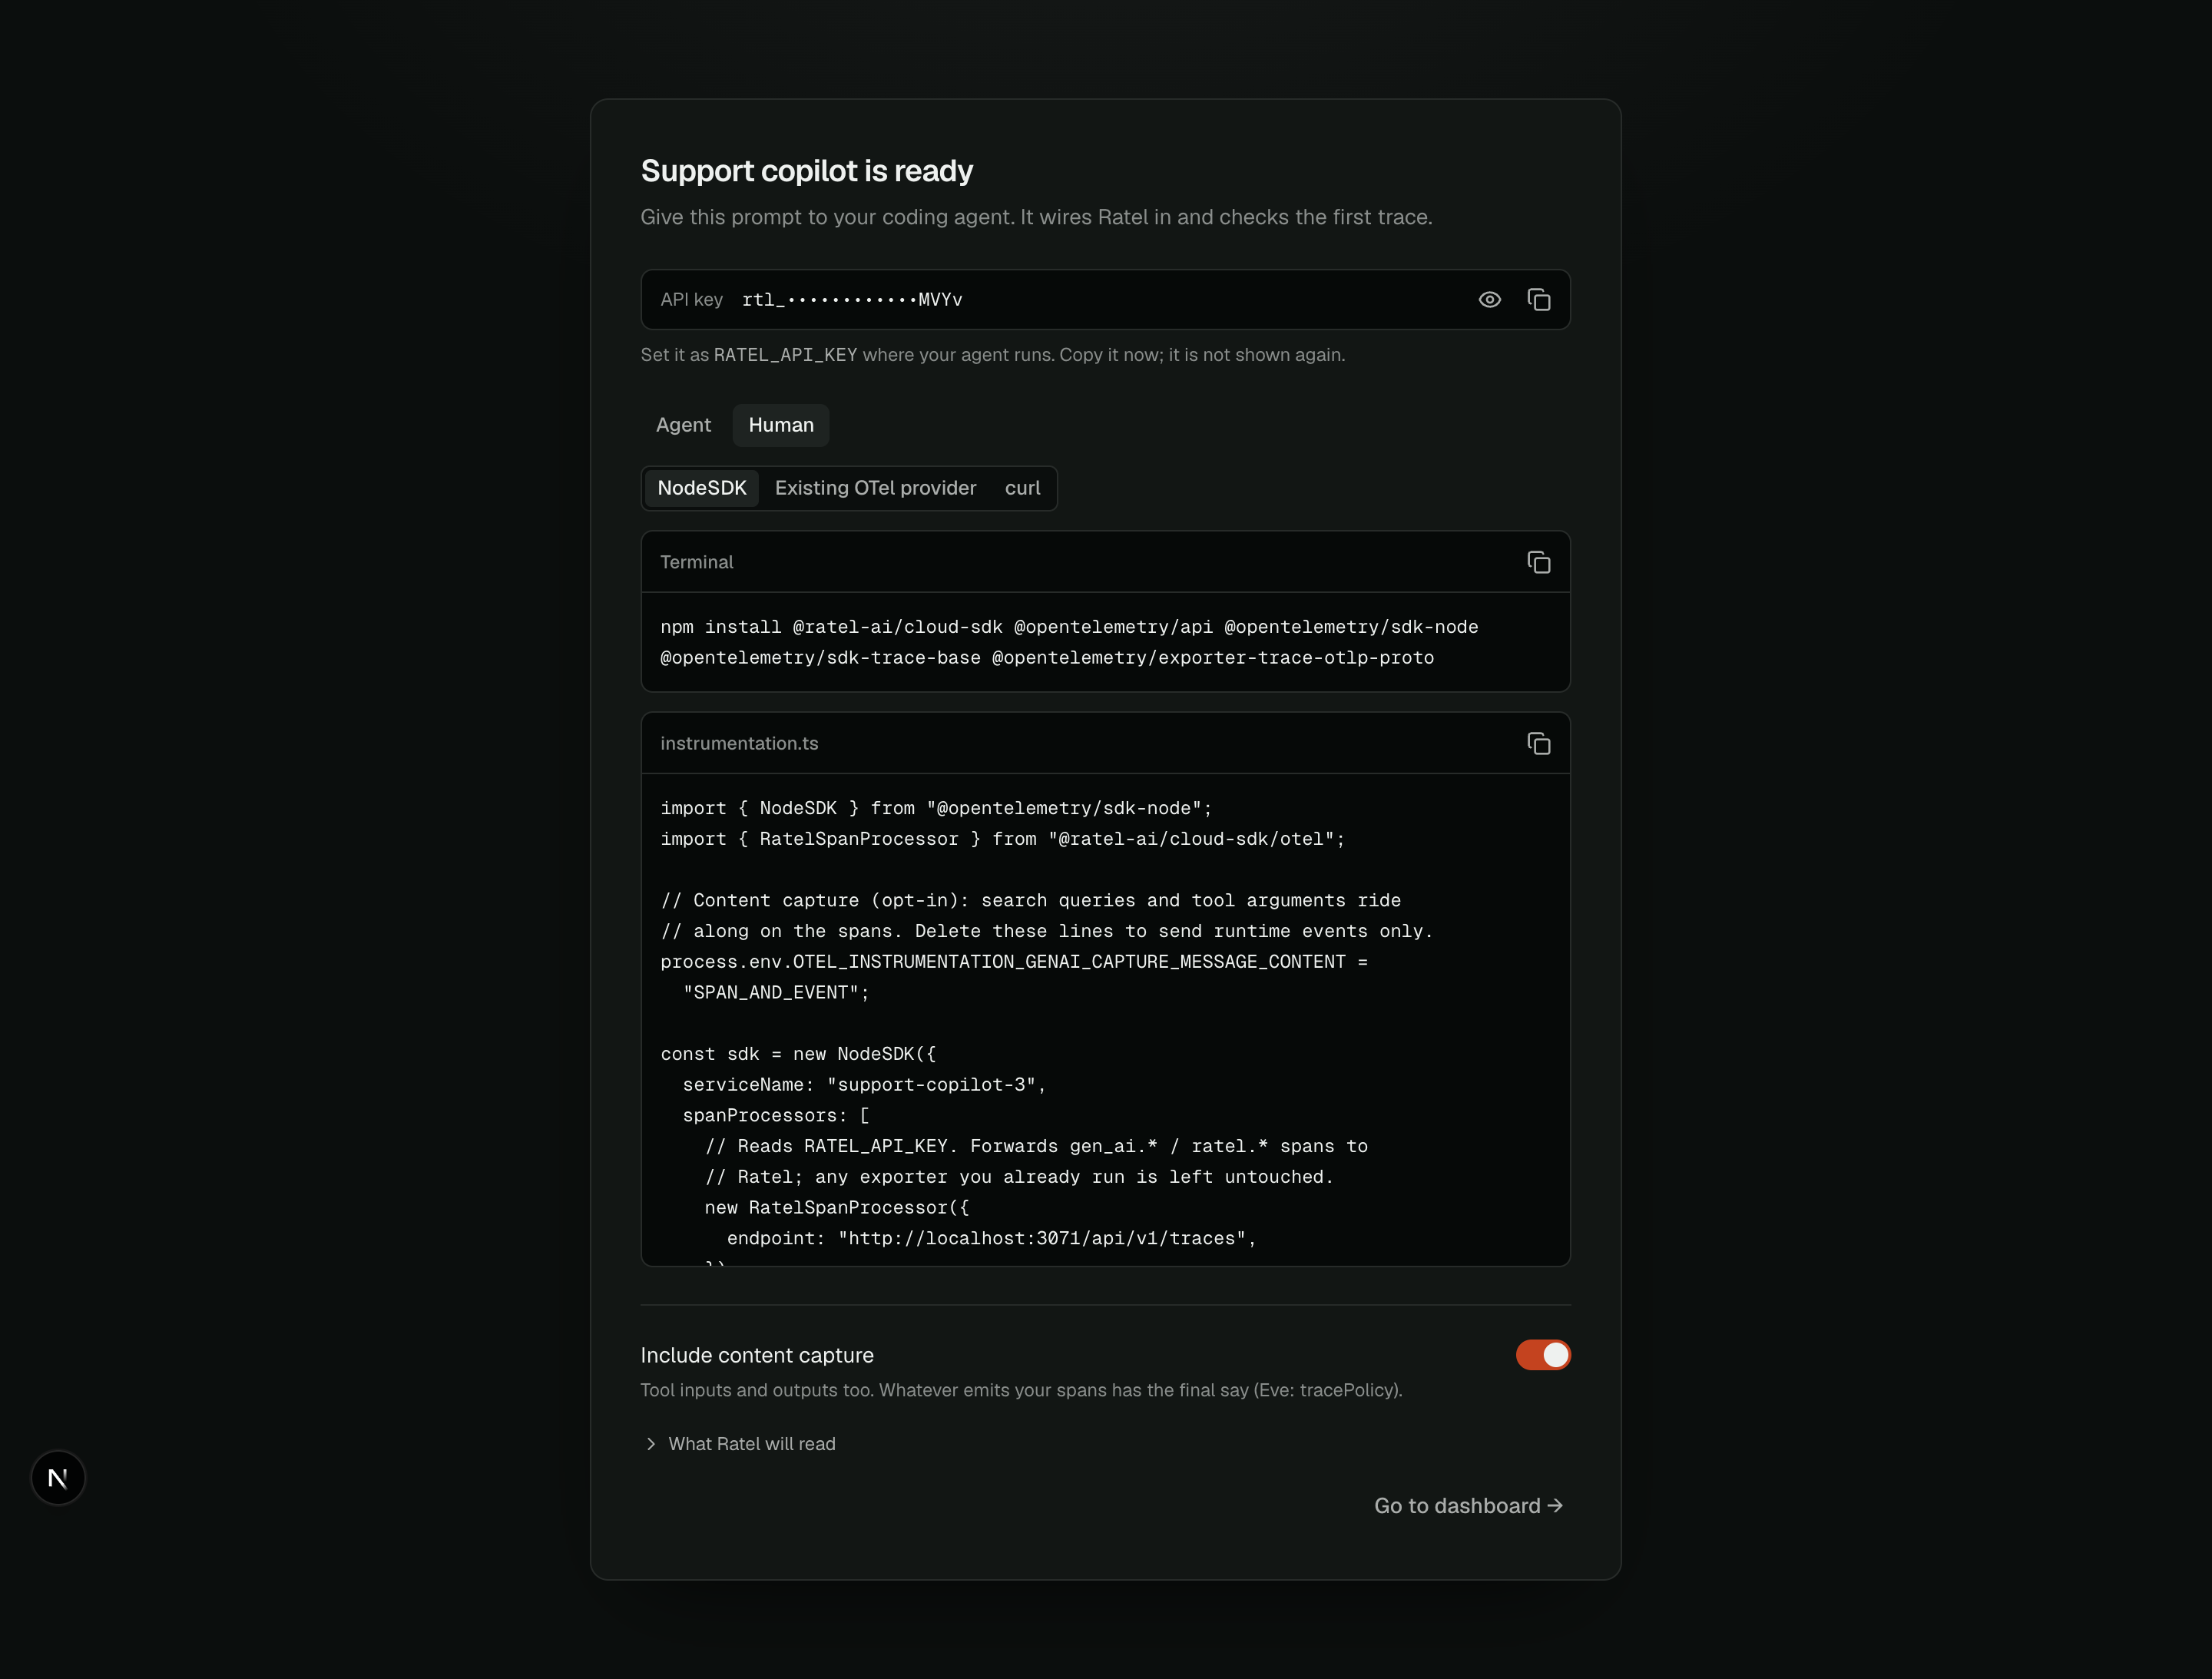 Support copilot is ready
Give this prompt to your coding agent. It wires Ratel in and checks the first trace.
API key rtl_••••••••••••MVYv
Set it as RATEL_API_KEY where your agent runs. Copy it now; it is not shown again.
Agent Human
NodeSDK Existing OTel provider curl
Terminal
npm install @ratel-ai/cloud-sdk @opentelemetry/api @opentelemetry/sdk-node
@opentelemetry/sdk-trace-base @opentelemetry/exporter-trace-otlp-proto
instrumentation.ts
import { NodeSDK } from "@opentelemetry/sdk-node";
import { RatelSpanProcessor } from "@ratel-ai/cloud-sdk/otel";
// Content capture (opt-in): search queries and tool arguments ride
// along on the spans. Delete these lines to send runtime events only.
process.env.OTEL_INSTRUMENTATION_GENAI_CAPTURE_MESSAGE_CONTENT =
"SPAN_AND_EVENT";
const sdk = new NodeSDK({
serviceName: "support-copilot-3",
spanProcessors: [
// Reads RATEL_API_KEY. Forwards gen_ai.* / ratel.* spans to
// Ratel; any exporter you already run is left untouched.
new RatelSpanProcessor({
endpoint: "http://localhost:3071/api/v1/traces",
Include content capture
Tool inputs and outputs too. Whatever emits your spans has the final say (Eve: tracePolicy).
What Ratel will read
N
Go to dashboard →